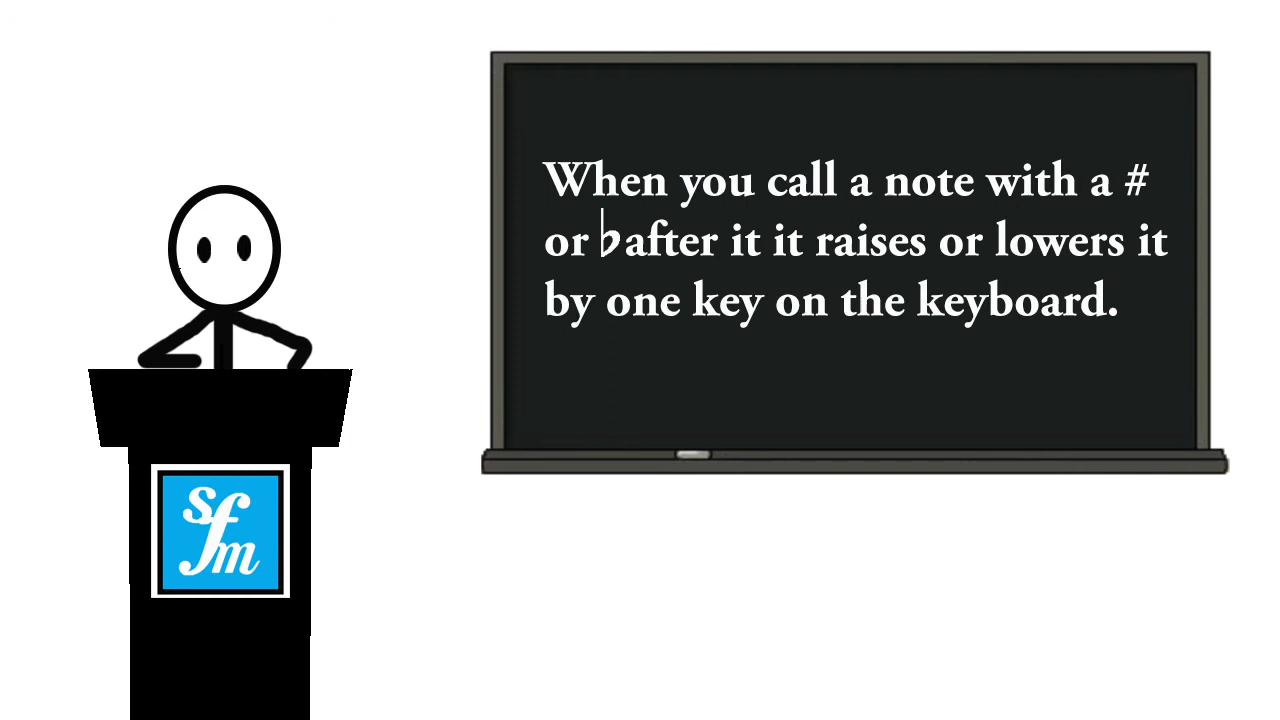 When you call a note with a #
or ♭ after it it raises or lowers it
by one key on the keyboard.
sfm